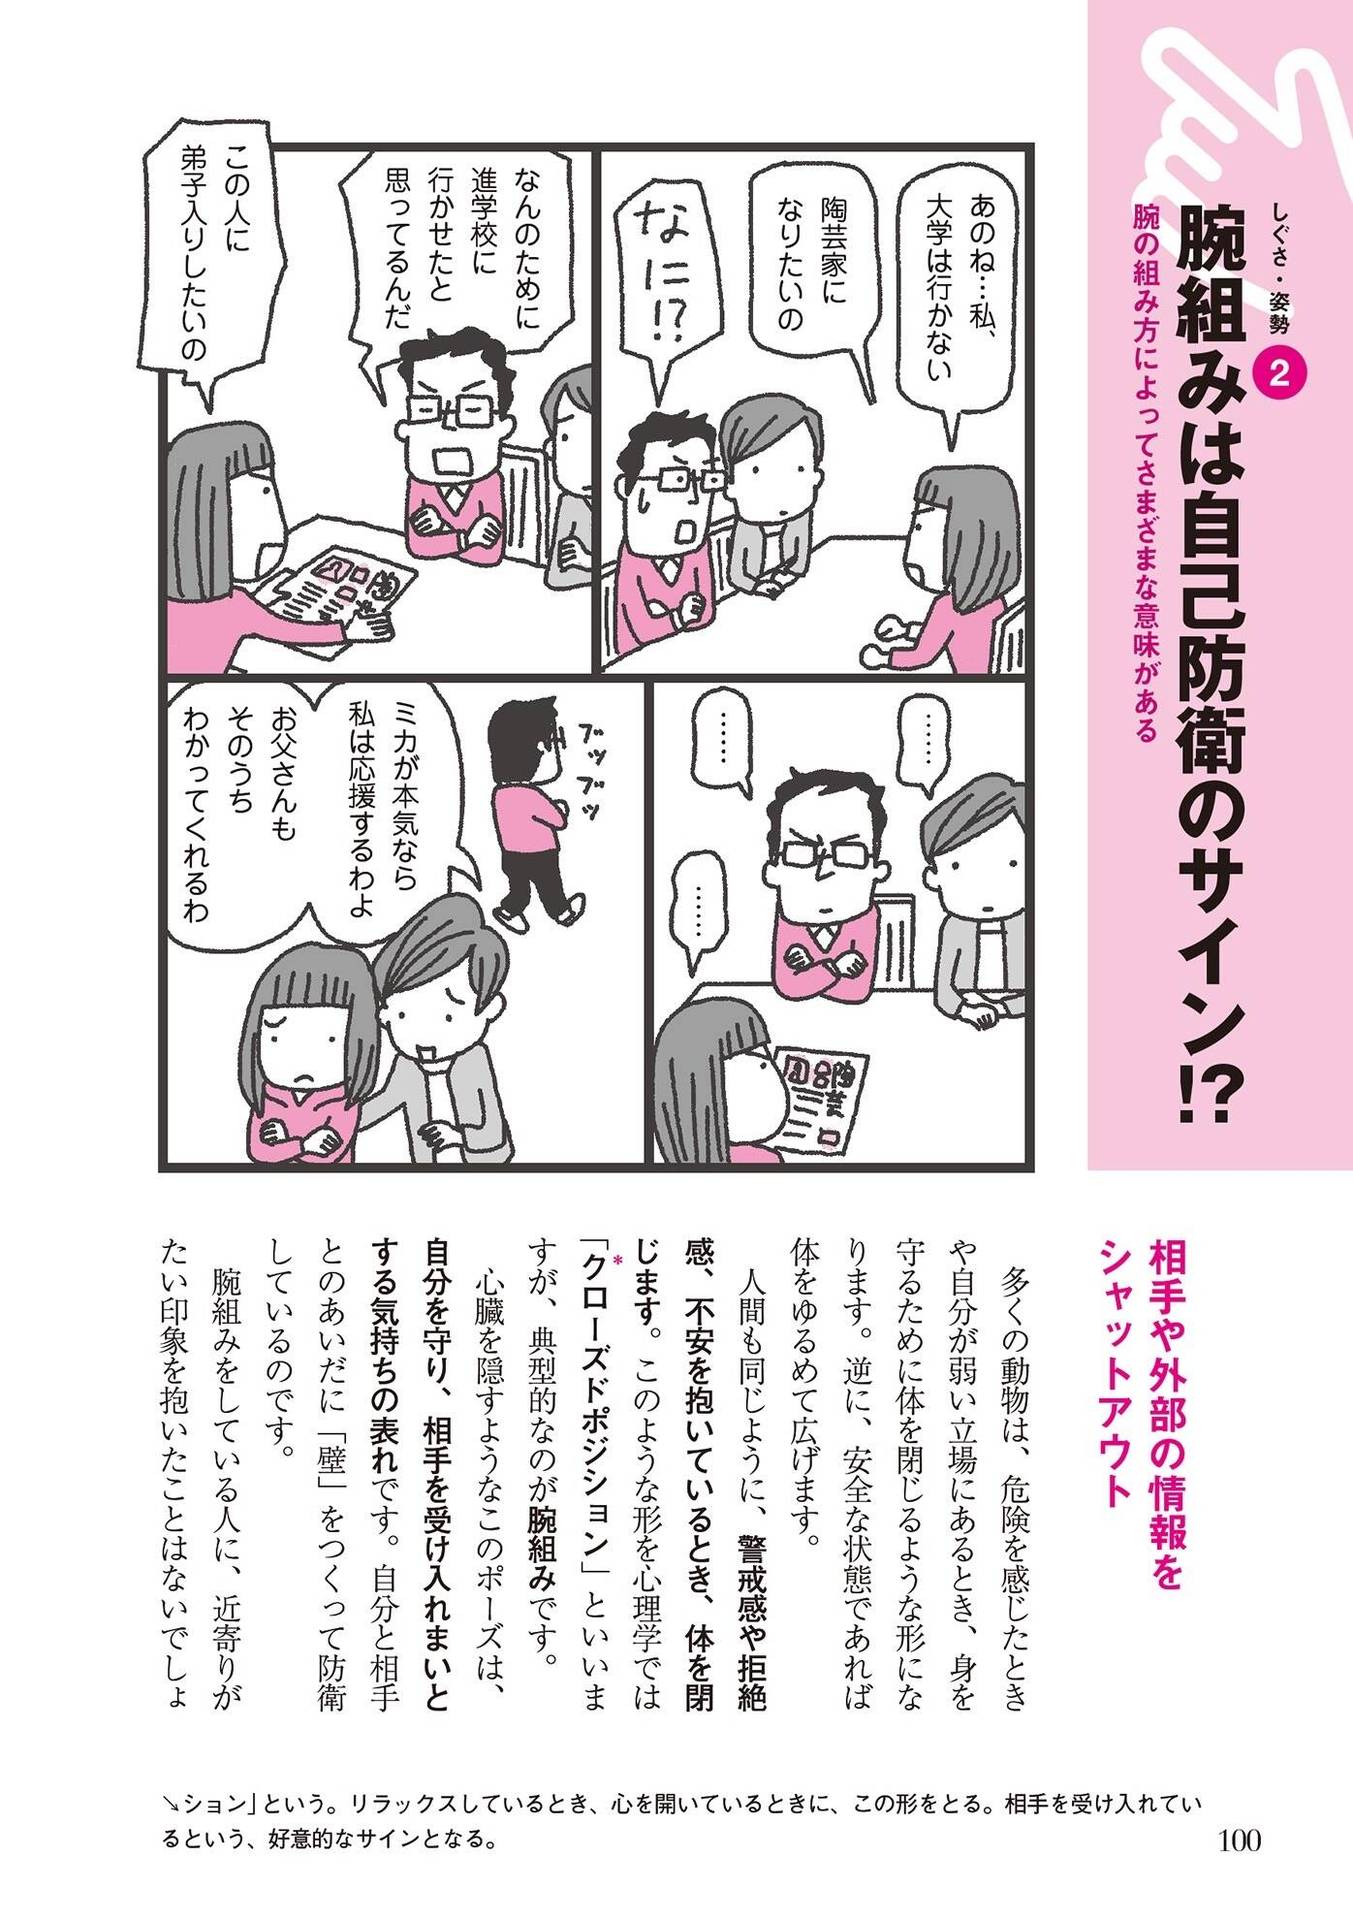 しぐさ・姿勢 2
腕組みは自己防衛のサイン!?
腕の組み方によってさまざまな意味がある
あのね…私、
大学は行かない
陶芸家に
なりたいの
なに!?
なんのために
進学校に
行かせたと
思ってるんだ
この人に
弟子入りしたいの
……
……
……
ブツブツ
ミカが本気なら
私は応援するわよ
お父さんも
そのうち
わかってくれるわ
相手や外部の情報を
シャットアウト
多くの動物は、危険を感じたとき
や自分が弱い立場にあるとき、身を
守るために体を閉じるような形にな
ります。逆に、安全な状態であれば
体をゆるめて広げます。
人間も同じように、警戒感や拒絶
感、不安を抱いているとき、体を閉
じます。このような形を心理学では
「クローズドポジション*」といいま
すが、典型的なのが腕組みです。
心臓を隠すようなこのポーズは、
自分を守り、相手を受け入れまいと
する気持ちの表れです。自分と相手
とのあいだに「壁」をつくって防衛
しているのです。
腕組みをしている人に、近寄りが
たい印象を抱いたことはないでしょ
↘ション」という。リラックスしているとき、心を開いているときに、この形をとる。相手を受け入れてい
るという、好意的なサインとなる。
100